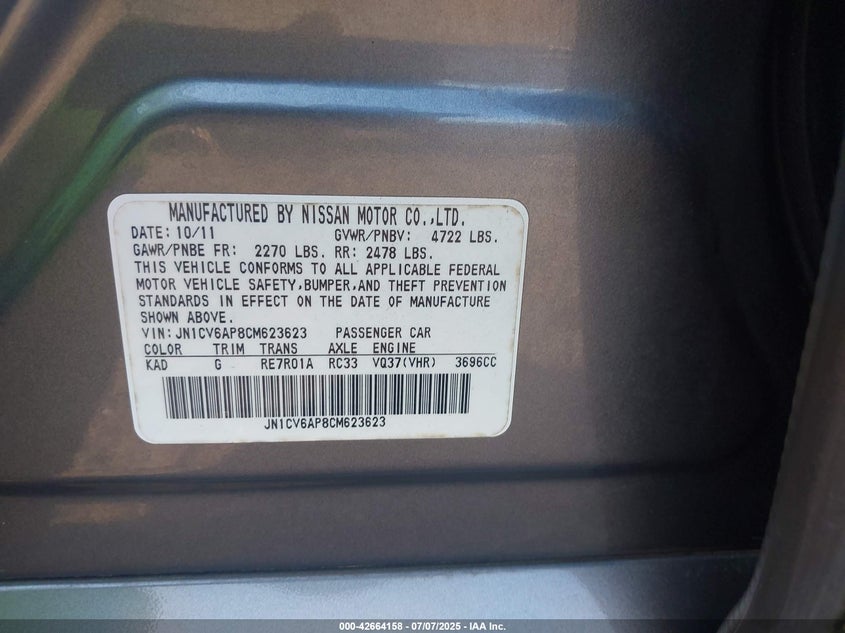 MANUFACTURED BY NISSAN MOTOR CO.,LTD.
DATE: 10/11 GVWR/PNBV: 4722 LBS.
GAWR/PNBE FR: 2270 LBS. RR: 2478 LBS.
THIS VEHICLE CONFORMS TO ALL APPLICABLE FEDERAL
MOTOR VEHICLE SAFETY,BUMPER,AND THEFT PREVENTION
STANDARDS IN EFFECT ON THE DATE OF MANUFACTURE
SHOWN ABOVE.
VIN: JN1CV6AP8CM623623 PASSENGER CAR
COLOR TRIM TRANS AXLE ENGINE
KAD G RE7R01A RC33 VQ37(VHR) 3696CC
JN1CV6AP8CM623623
000-42664158 - 07/07/2025 - IAA Inc.